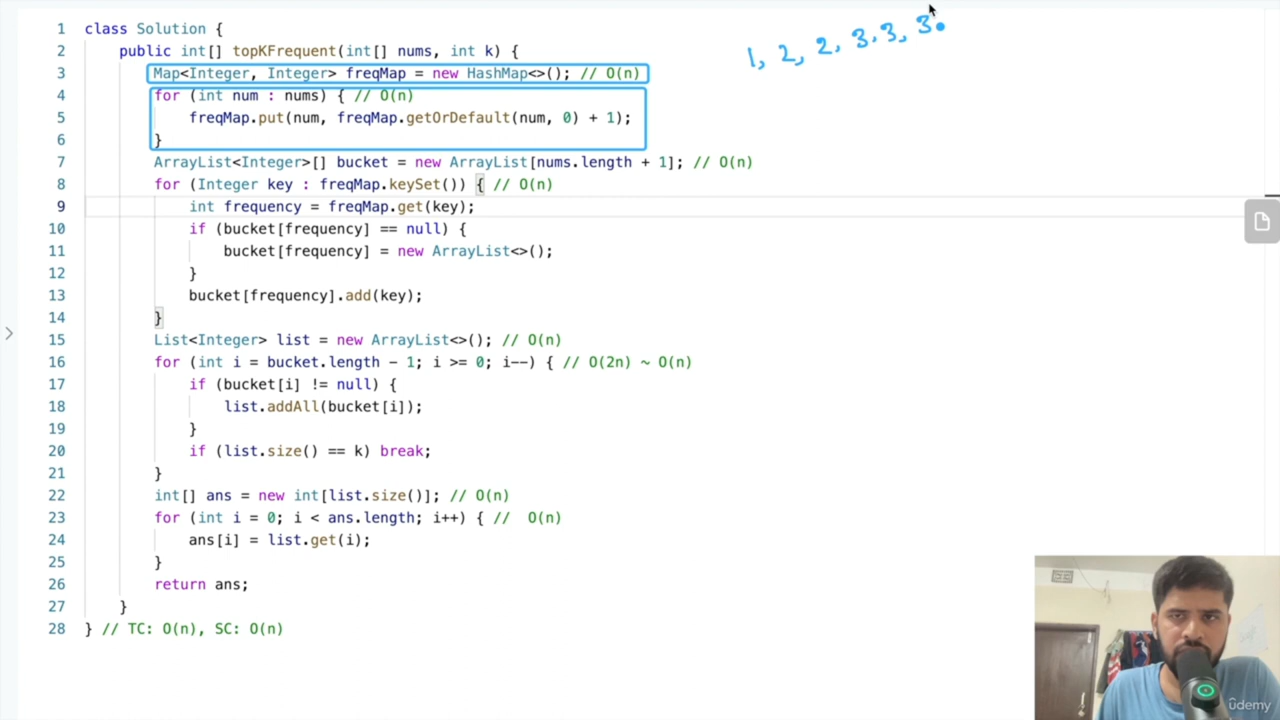 1 class Solution {
2 public int[] topKFrequent(int[] nums, int k) {
3 Map<Integer, Integer> freqMap = new HashMap<>(); // O(n)
4 for (int num : nums) { // O(n)
5 freqMap.put(num, freqMap.getOrDefault(num, 0) + 1);
6 }
7 ArrayList<Integer>[] bucket = new ArrayList[nums.length + 1]; // O(n)
8 for (Integer key : freqMap.keySet()) { // O(n)
9 int frequency = freqMap.get(key);
10 if (bucket[frequency] == null) {
11 bucket[frequency] = new ArrayList<>();
12 }
13 bucket[frequency].add(key);
14 }
15 List<Integer> list = new ArrayList<>(); // O(n)
16 for (int i = bucket.length - 1; i >= 0; i--) { // O(2n) ~ O(n)
17 if (bucket[i] != null) {
18 list.addAll(bucket[i]);
19 }
20 if (list.size() == k) break;
21 }
22 int[] ans = new int[list.size()]; // O(n)
23 for (int i = 0; i < ans.length; i++) { //  O(n)
24 ans[i] = list.get(i);
25 }
26 return ans;
27 }
28 } // TC: O(n), SC: O(n)
1, 2, 2, 3, 3, 3.
ûdemy